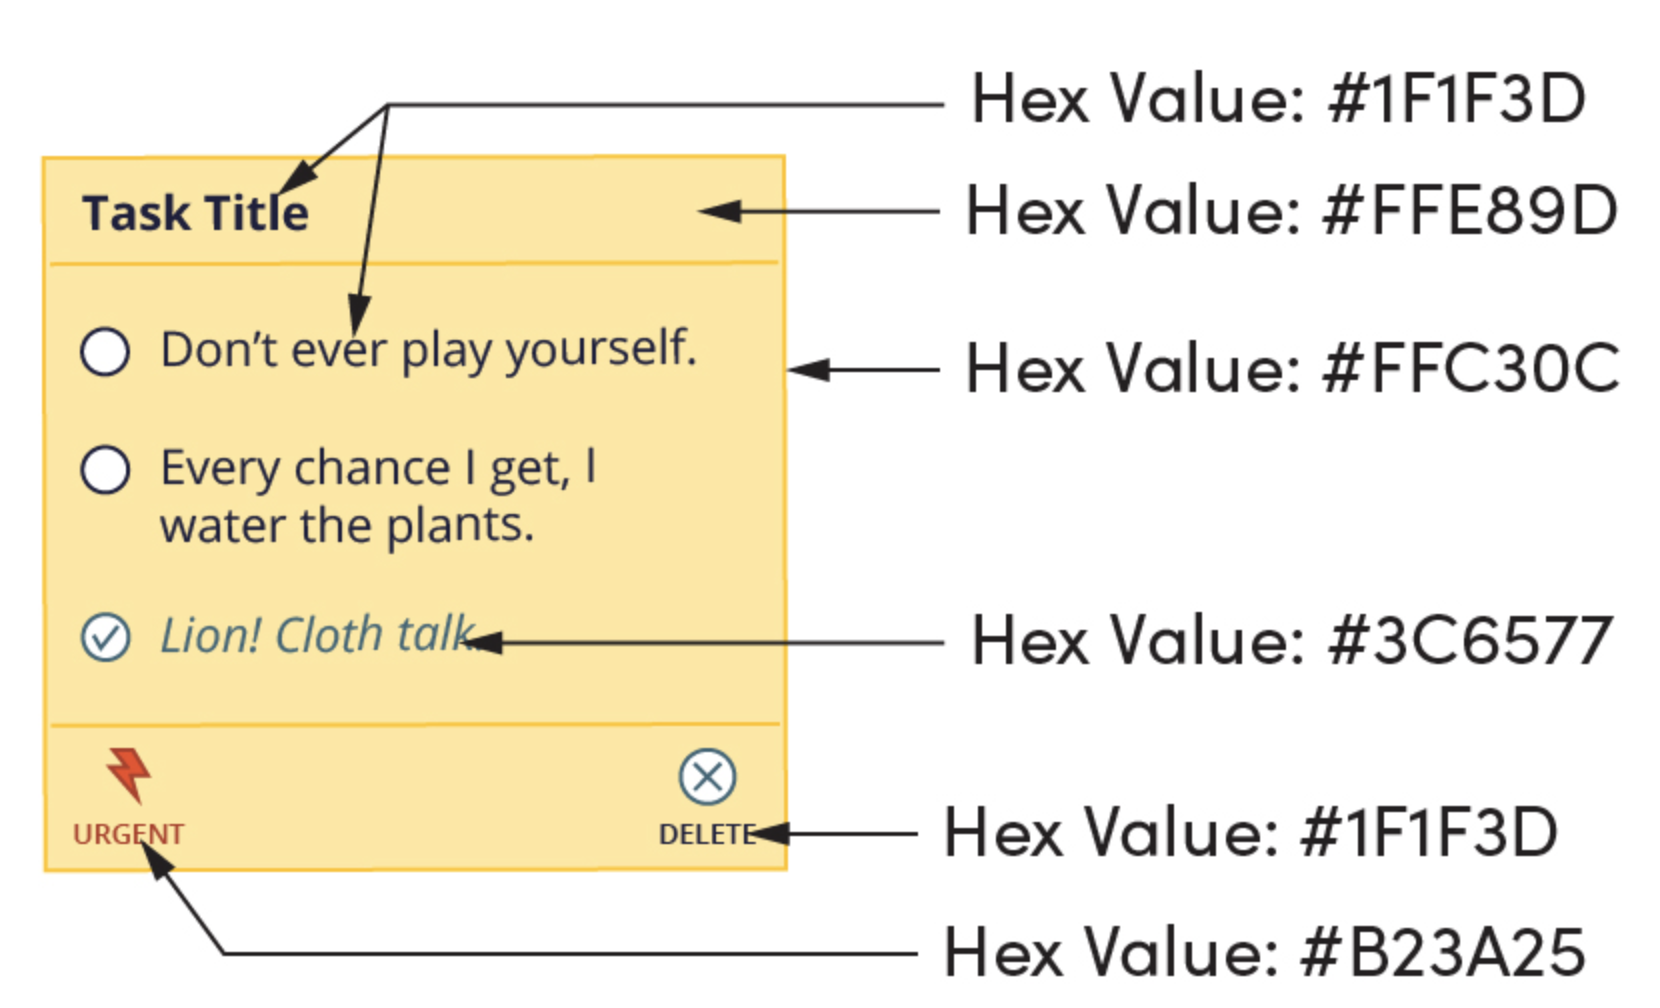 Hex Value: #1F1F3D
Task Title
Hex Value: #FFE89D
Don't ever play yourself.
Hex Value: #FFC30C
Every chance I get, I
water the plants.
Lion! Cloth talk.
Hex Value: #3C6577
URGENT
DELETE
Hex Value: #1F1F3D
Hex Value: #B23A25